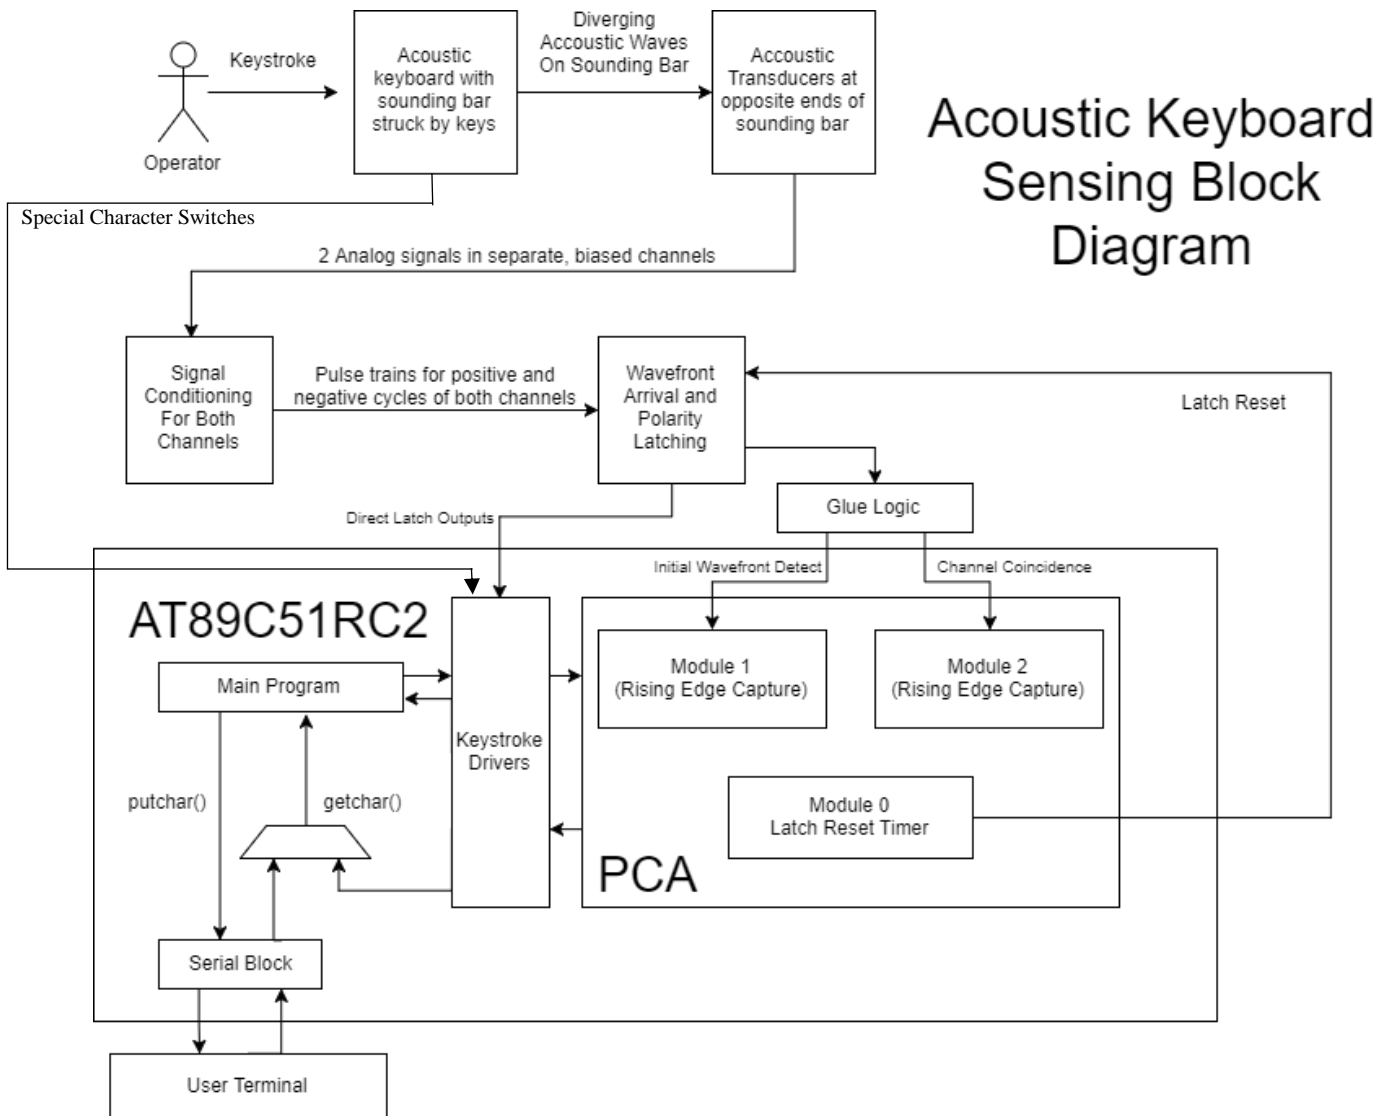 Keystroke
Operator
Acoustic
keyboard with
sounding bar
struck by keys
Diverging
Accoustic Waves
On Sounding Bar
Accoustic
Transducers at
opposite ends of
sounding bar
Acoustic Keyboard
Sensing Block
Diagram
Special Character Switches
2 Analog signals in separate, biased channels
Signal
Conditioning
For Both
Channels
Pulse trains for positive and
negative cycles of both channels
Wavefront
Arrival and
Polarity
Latching
Latch Reset
Glue Logic
Direct Latch Outputs
Initial Wavefront Detect
Channel Coincidence
AT89C51RC2
Main Program
Keystroke
Drivers
Module 1
(Rising Edge Capture)
Module 2
(Rising Edge Capture)
putchar()
getchar()
Module 0
Latch Reset Timer
PCA
Serial Block
User Terminal